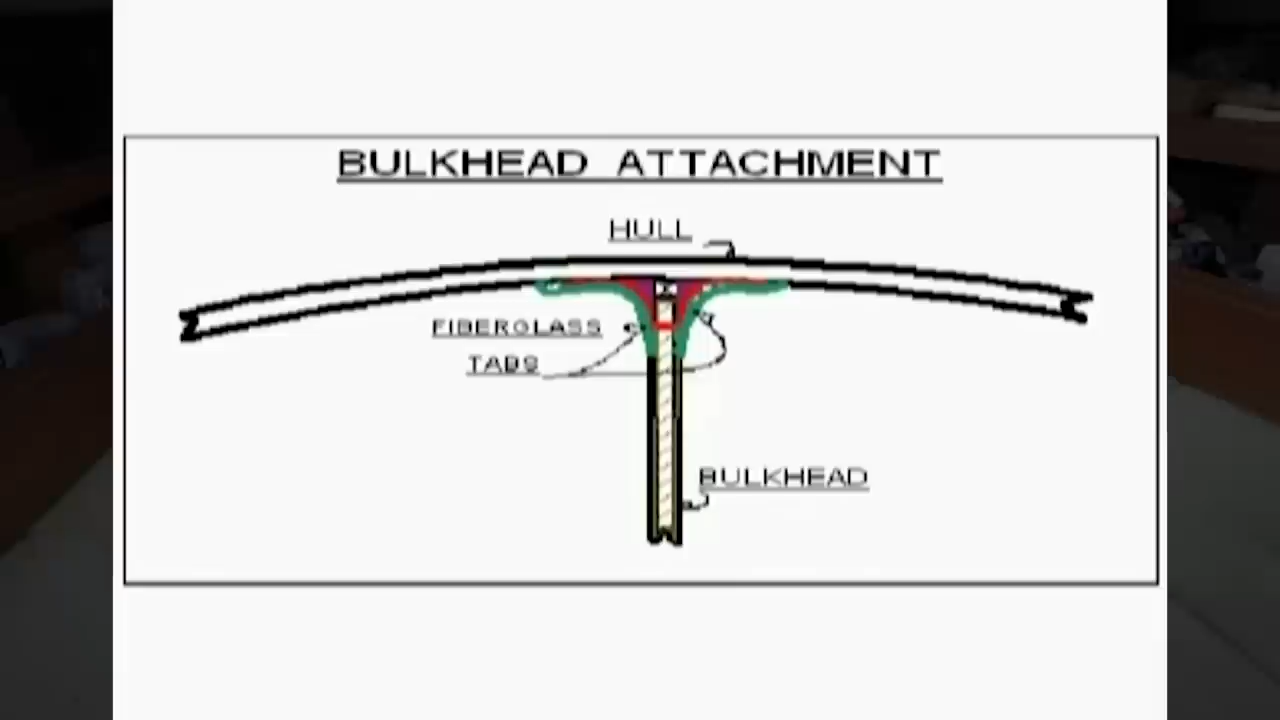 BULKHEAD ATTACHMENT
HULL
FIBERGLASS
TABS
BULKHEAD